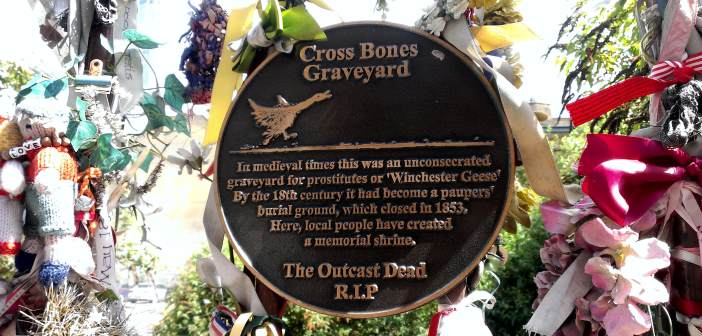 Cross Bones
Graveyard
In medieval times this was an unconsecrated
graveyard for prostitutes or 'Winchester Geese'
By the 18th century it had become a paupers'
burial ground, which closed in 1853.
Here, local people have created
a memorial shrine.
The Outcast Dead
R.I.P
LOVE